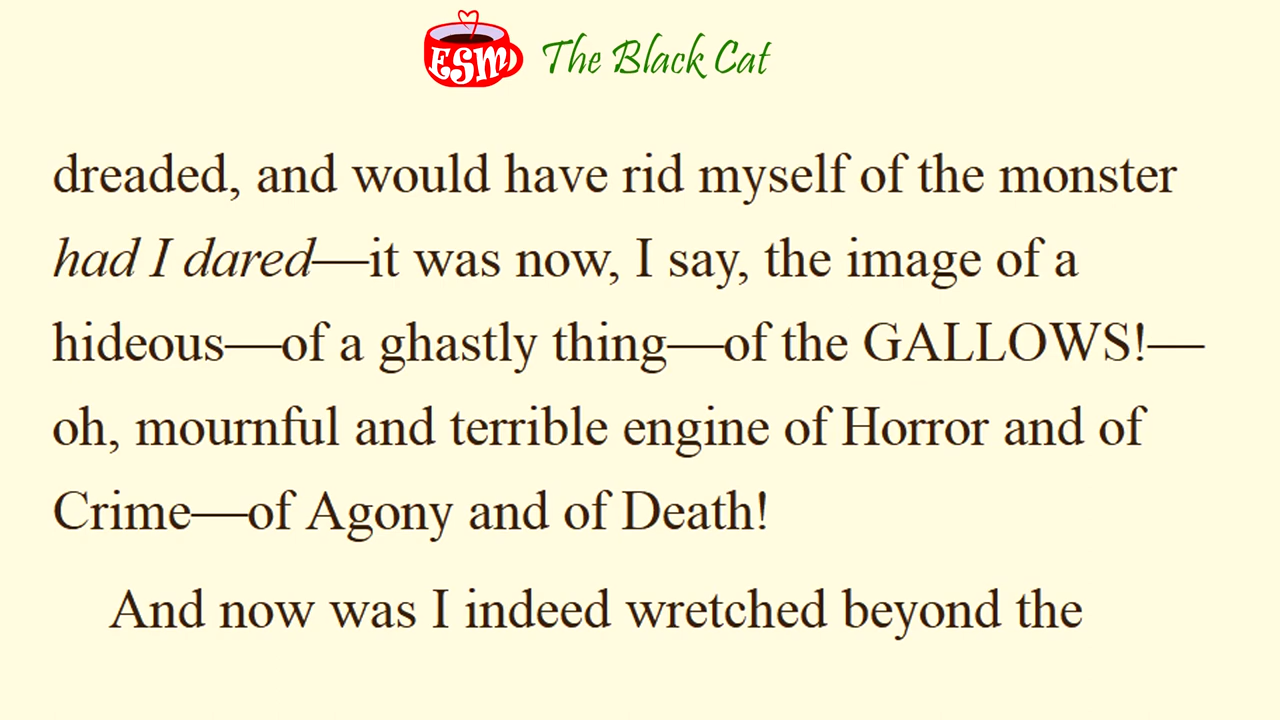 ESM The Black Cat
dreaded, and would have rid myself of the monster
had I dared—it was now, I say, the image of a
hideous—of a ghastly thing—of the GALLOWS!—
oh, mournful and terrible engine of Horror and of
Crime—of Agony and of Death!
And now was I indeed wretched beyond the